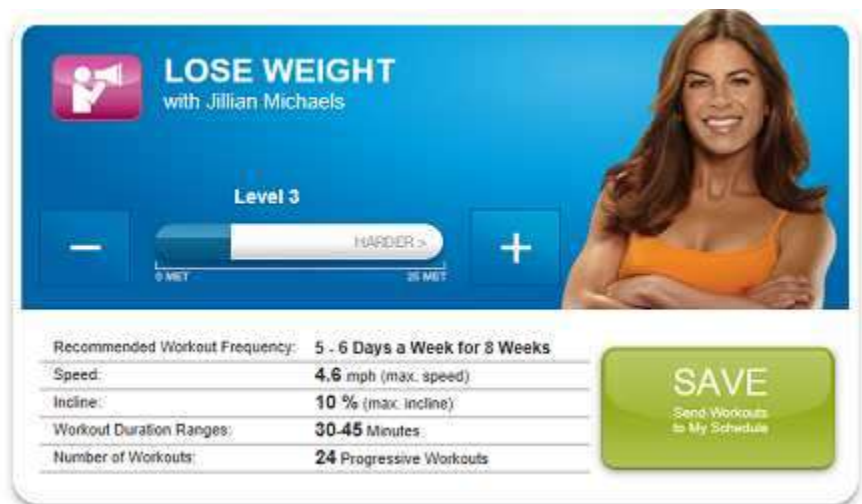 LOSE WEIGHT
with Jillian Michaels
Level 3
HARDER >
0 MET 25 MET
Recommended Workout Frequency: 5 - 6 Days a Week for 8 Weeks
Speed: 4.6 mph (max. speed)
Incline: 10 % (max. incline)
Workout Duration Ranges: 30-45 Minutes
Number of Workouts: 24 Progressive Workouts
SAVE
Send Workouts
to My Schedule